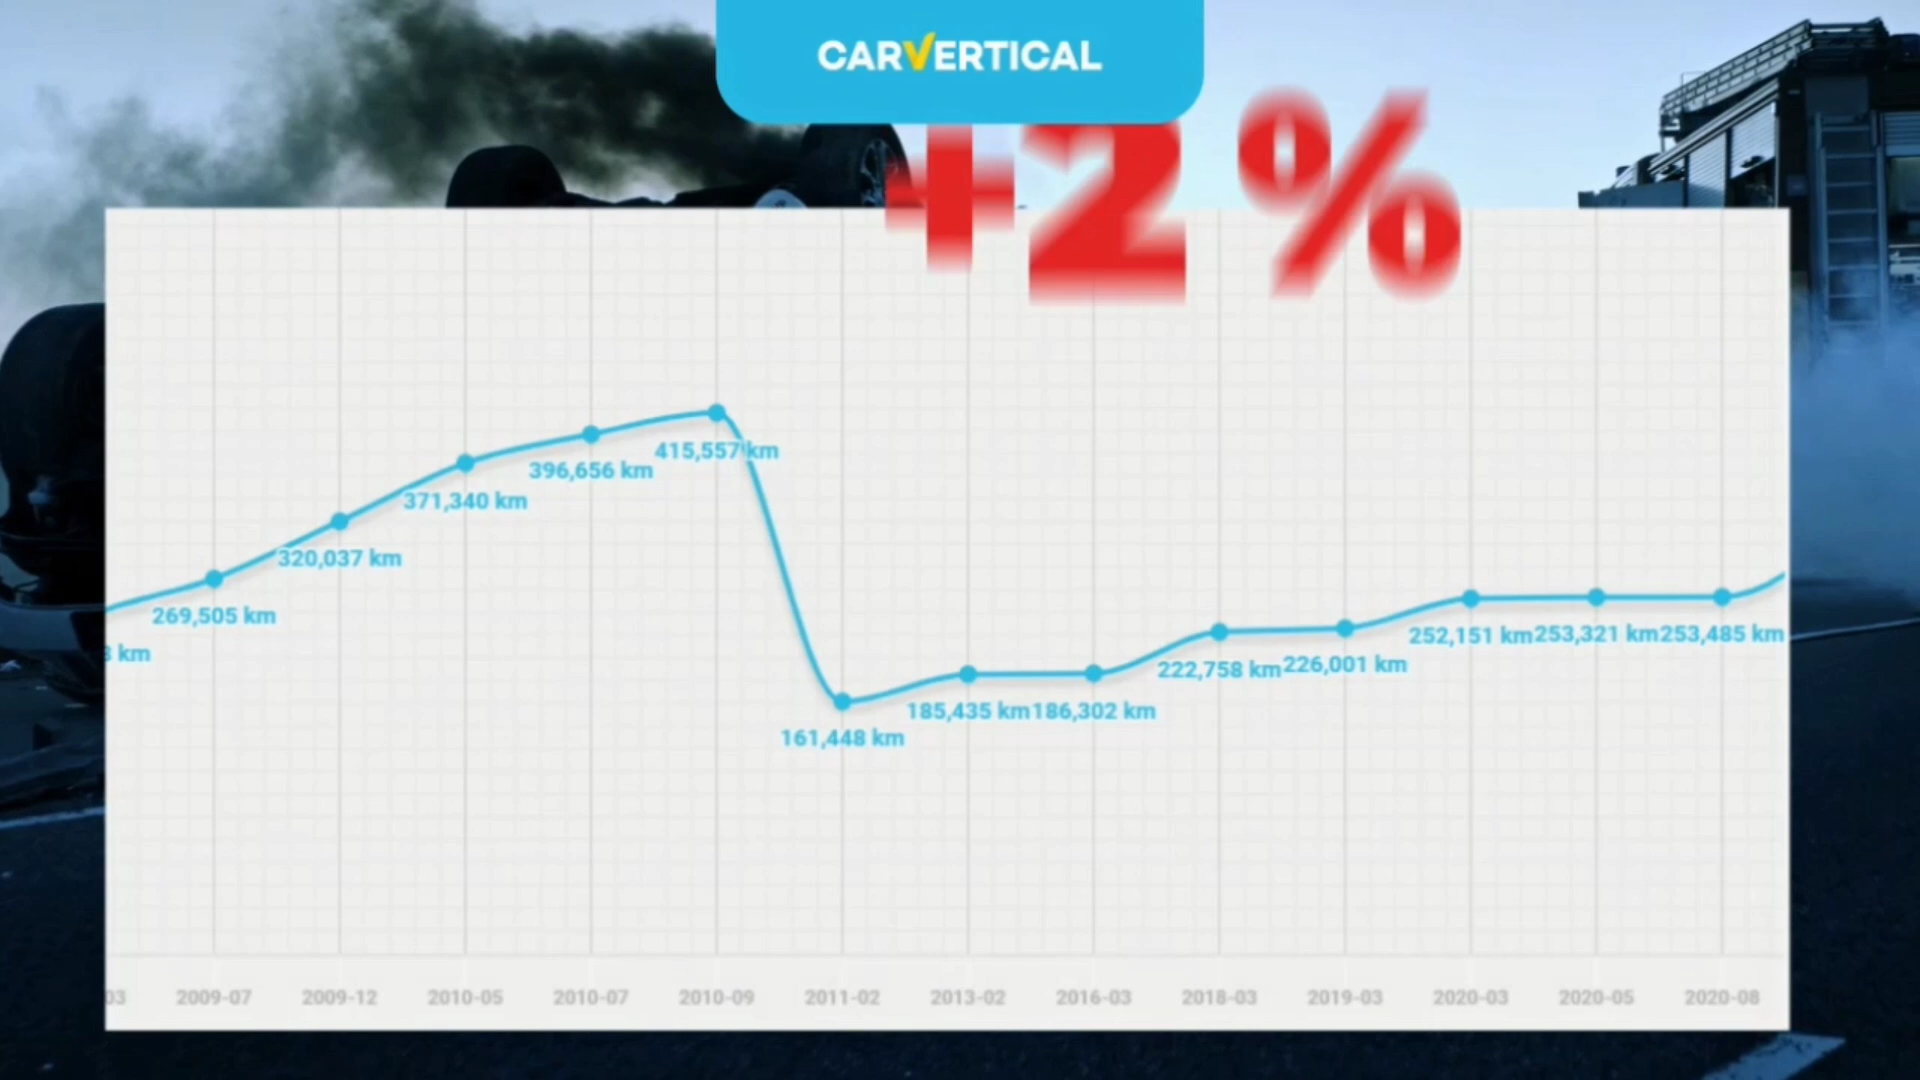 CARVERTICAL
+2%
415,557 km
396,656 km
371,340 km
320,037 km
269,505 km
km
252,151 km 253,321 km 253,485 km
222,758 km 226,001 km
185,435 km 186,302 km
161,448 km
03 2009-07 2009-12 2010-05 2010-07 2010-09 2011-02 2013-02 2016-03 2018-03 2019-03 2020-03 2020-05 2020-08